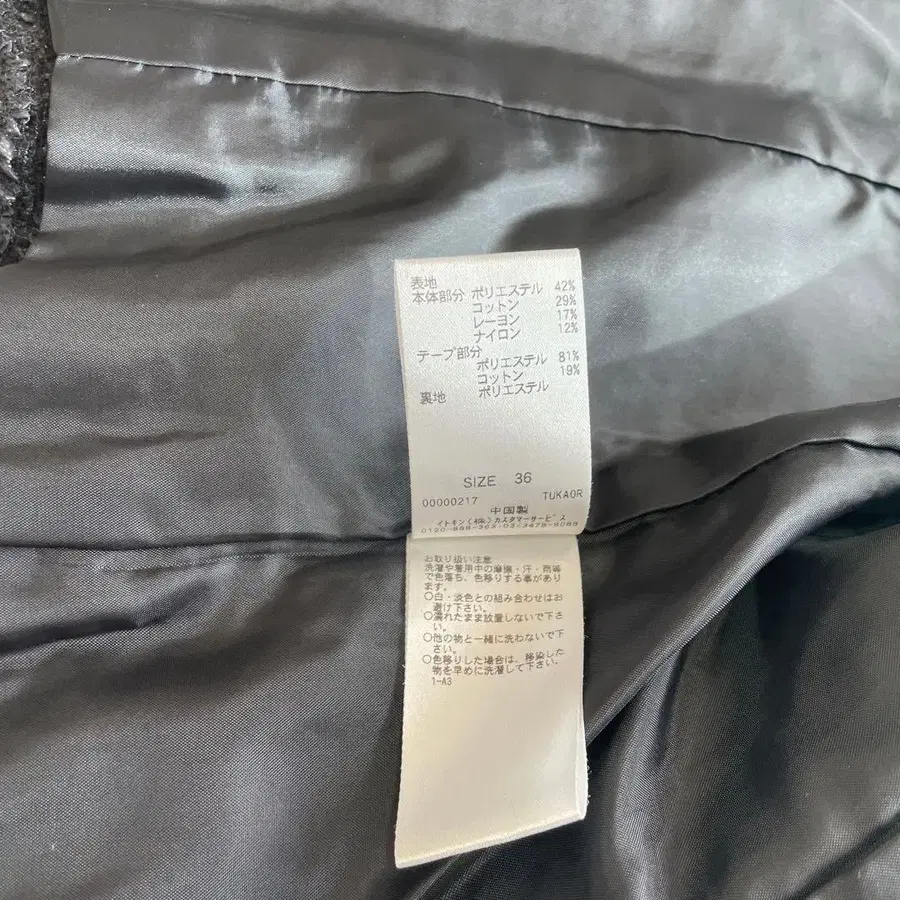 表地
本体部分 ポリエステル 42%
コットン 29%
レーヨン 17%
ナイロン 12%
テープ部分
ポリエステル 81%
コットン 19%
裏地 ポリエステル
SIZE 36
00000217 TUKAOR
中国製
イトキン(株)カスタマーサービス
0120-888-363・03-3478-8088
お取り扱い注意
洗濯や着用中の摩擦・汗・雨等
で色落ち、色移りする事があり
ます。
○白・淡色との組み合わせはお
避け下さい。
○濡れたまま放置しないで下さ
い。
○他の物と一緒に洗わないで下
さい。
○色移りした場合は、移染した
物を早めに洗濯して下さい。
1-A3